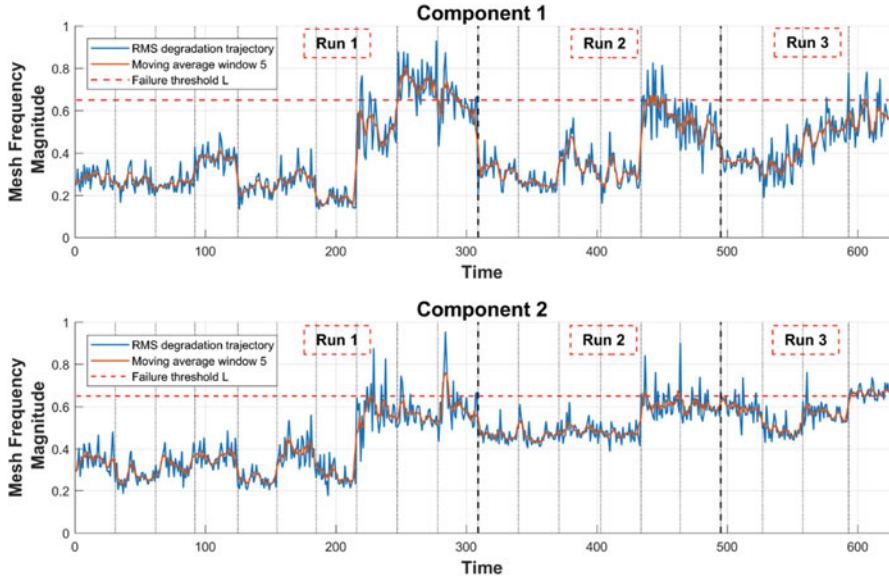 Component 1
Mesh Frequency
Magnitude
1
0.8
0.6
0.4
0.2
0
RMS degradation trajectory
Moving average window 5
Failure threshold L
Run 1
Run 2
Run 3
0
100
200
300
400
500
600
Time
Component 2
Mesh Frequency
Magnitude
1
0.8
0.6
0.4
0.2
0
RMS degradation trajectory
Moving average window 5
Failure threshold L
Run 1
Run 2
Run 3
0
100
200
300
400
500
600
Time